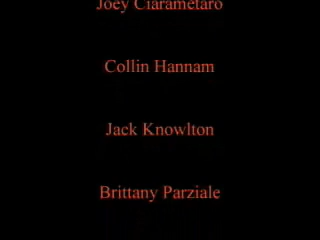 Joey Ciarametaro
Collin Hannam
Jack Knowlton
Brittany Parziale